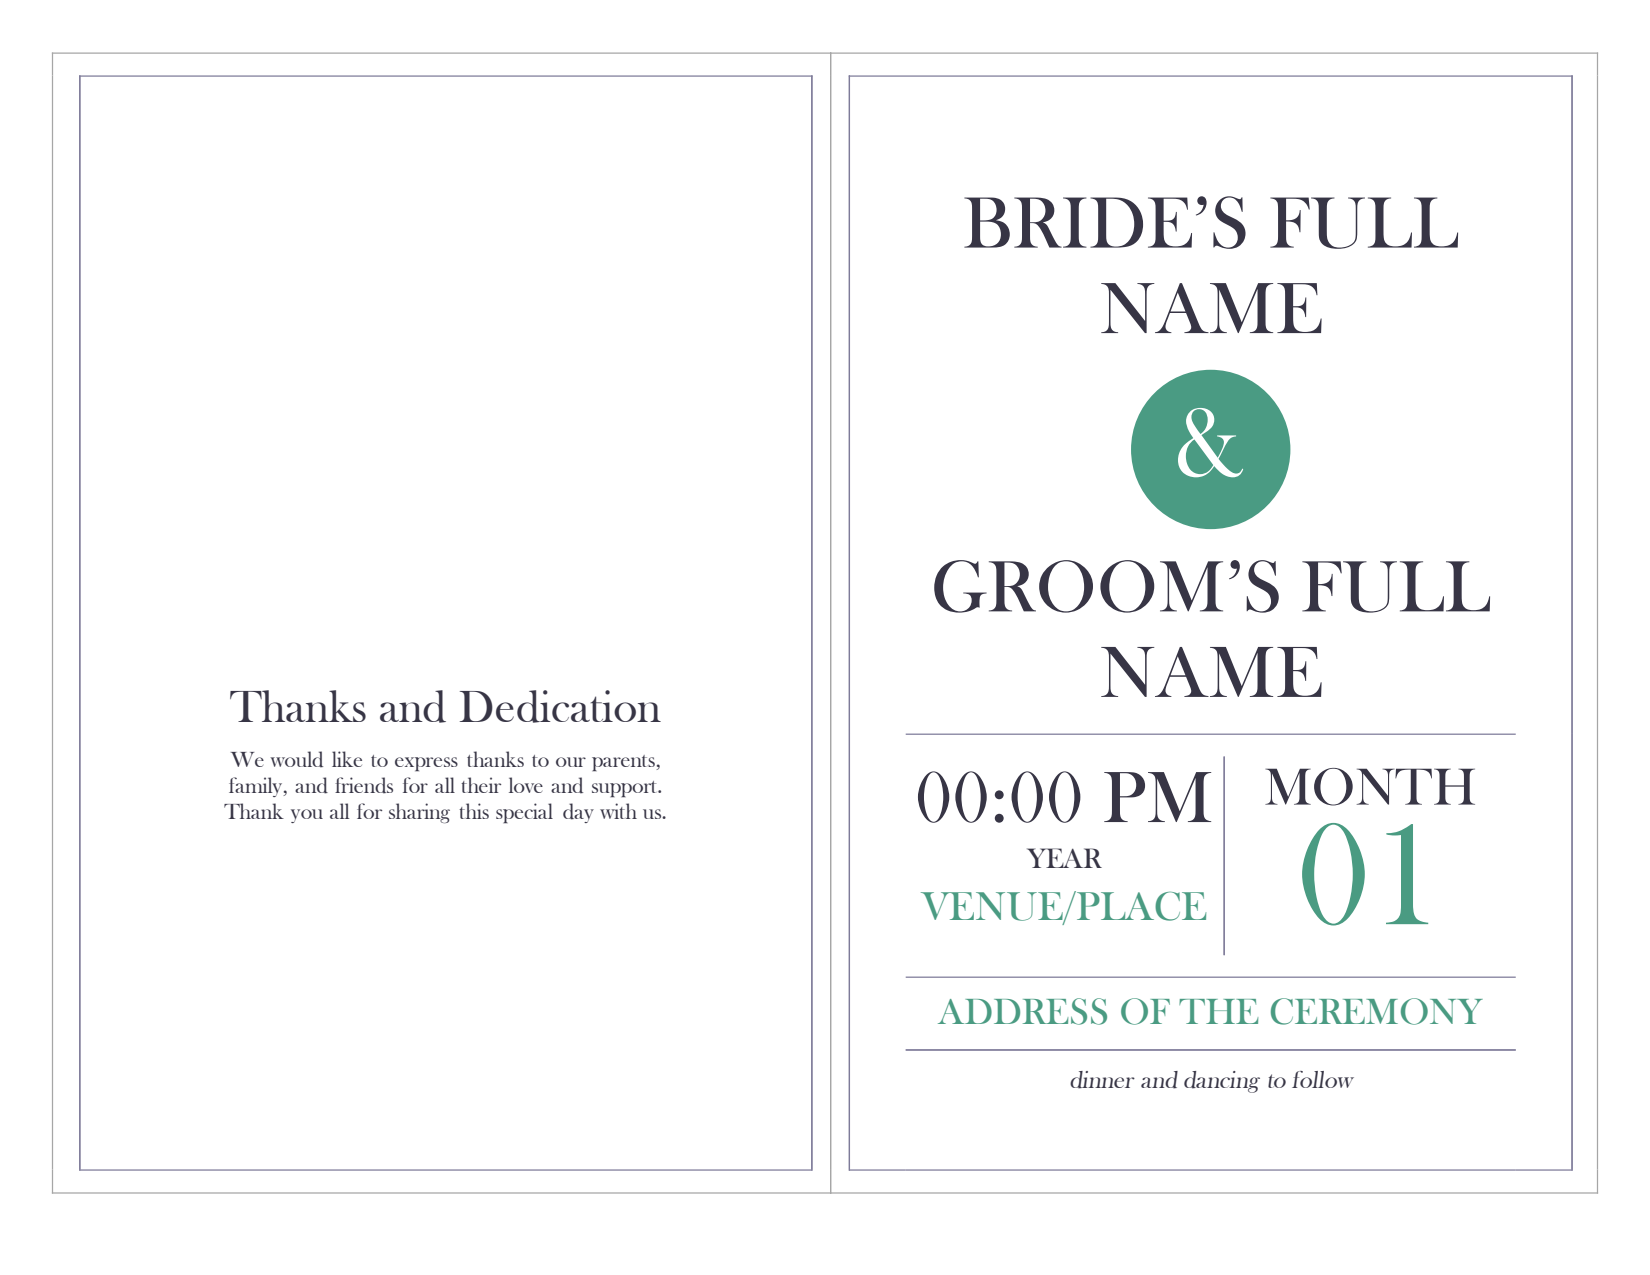 Thanks and Dedication
We would like to express thanks to our parents,
family, and friends for all their love and support.
Thank you all for sharing this special day with us.
BRIDE’S FULL
NAME
&
GROOM’S FULL
NAME
00:00 PM
YEAR
VENUE/PLACE
MONTH
01
ADDRESS OF THE CEREMONY
dinner and dancing to follow